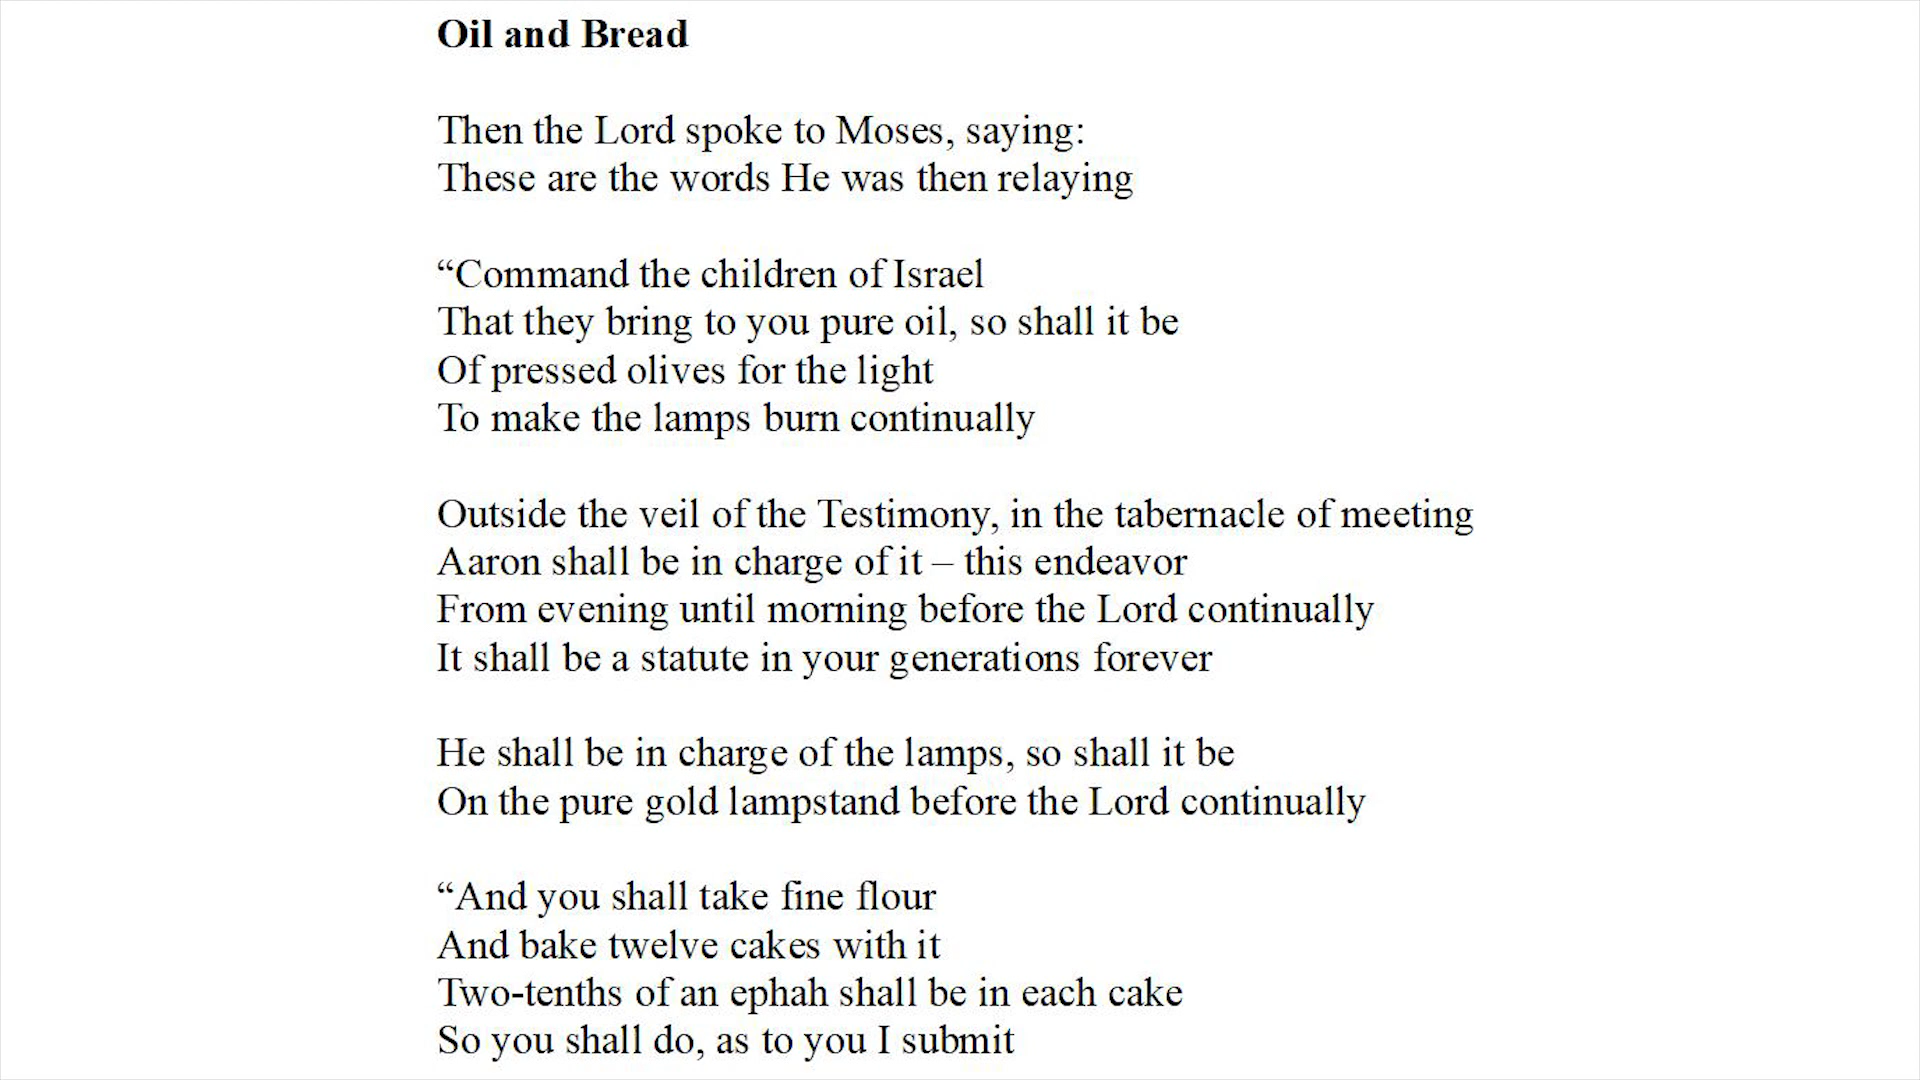 Oil and Bread
Then the Lord spoke to Moses, saying:
These are the words He was then relaying
“Command the children of Israel
That they bring to you pure oil, so shall it be
Of pressed olives for the light
To make the lamps burn continually
Outside the veil of the Testimony, in the tabernacle of meeting
Aaron shall be in charge of it – this endeavor
From evening until morning before the Lord continually
It shall be a statute in your generations forever
He shall be in charge of the lamps, so shall it be
On the pure gold lampstand before the Lord continually
“And you shall take fine flour
And bake twelve cakes with it
Two-tenths of an ephah shall be in each cake
So you shall do, as to you I submit